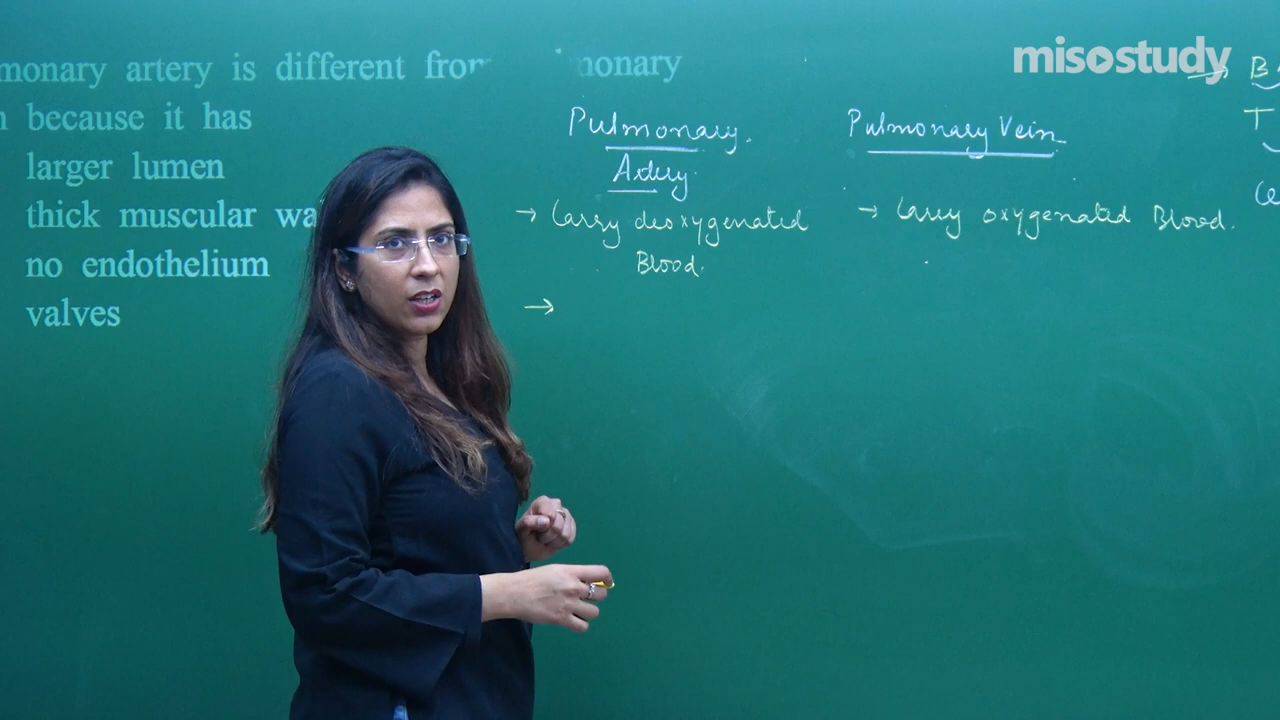 misostudy
monary artery is different from monary
because it has
larger lumen
thick muscular wa
no endothelium
valves
Pulmonary
Artery
→ Carry deoxygenated
Blood.
→
Pulmonary Vein
→ Carry oxygenated Blood.
→ B
T